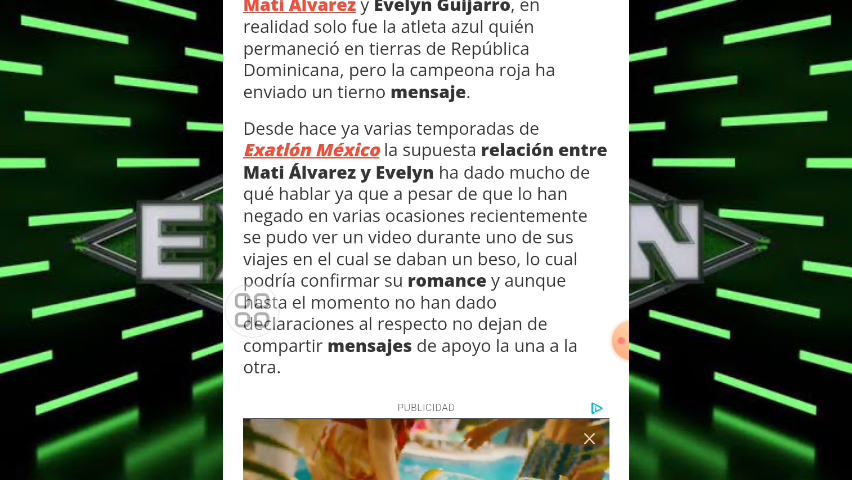 Mati Álvarez y Evelyn Guijarro, en
realidad solo fue la atleta azul quién
permaneció en tierras de República
Dominicana, pero la campeona roja ha
enviado un tierno mensaje.
Desde hace ya varias temporadas de
Exatlón México la supuesta relación entre
Mati Álvarez y Evelyn ha dado mucho de
qué hablar ya que a pesar de que lo han
negado en varias ocasiones recientemente
se pudo ver un video durante uno de sus
viajes en el cual se daban un beso, lo cual
podría confirmar su romance y aunque
hasta el momento no han dado
declaraciones al respecto no dejan de
compartir mensajes de apoyo la una a la
otra.
PUBLICIDAD